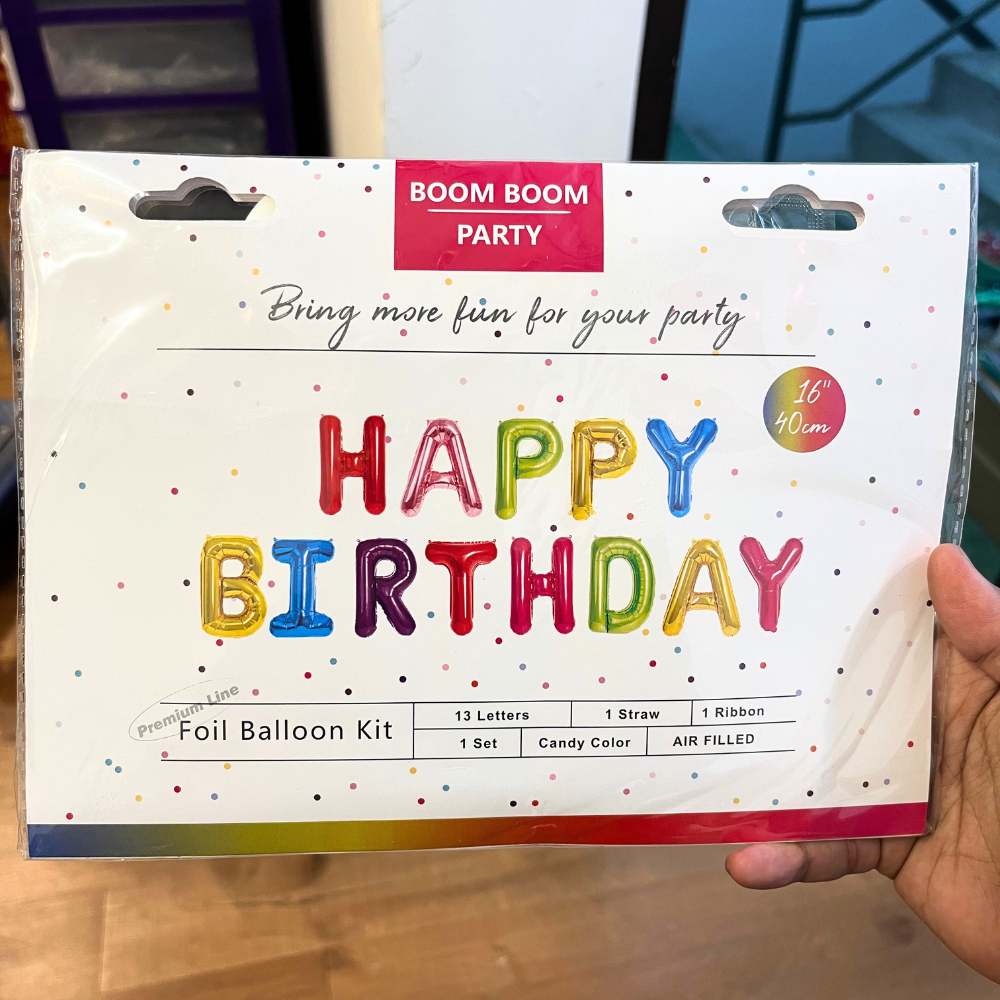 BOOM BOOM
PARTY
Bring more fun for your party
16"
40cm
HAPPY
BIRTHDAY
Premium Line
Foil Balloon Kit
13 Letters
1 Straw
1 Ribbon
1 Set
Candy Color
AIR FILLED